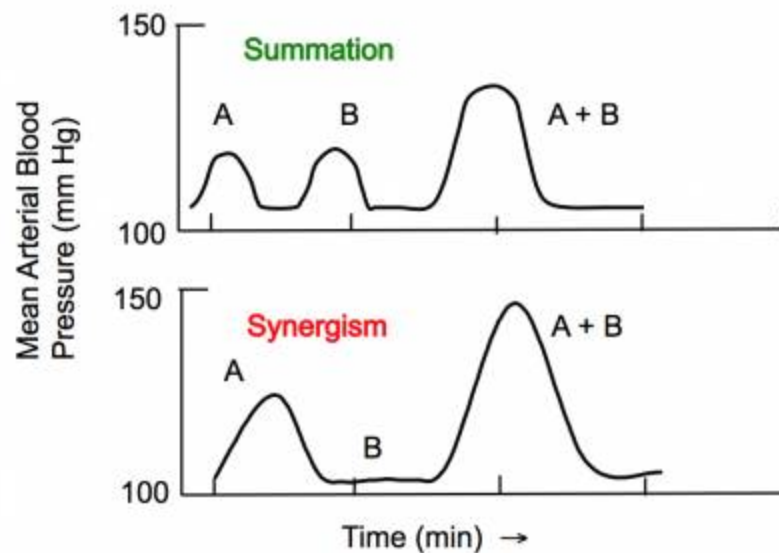 Mean Arterial Blood
Pressure (mm Hg)
150
Summation
A
B
A + B
100
150
Synergism
A
B
A + B
100
Time (min) →